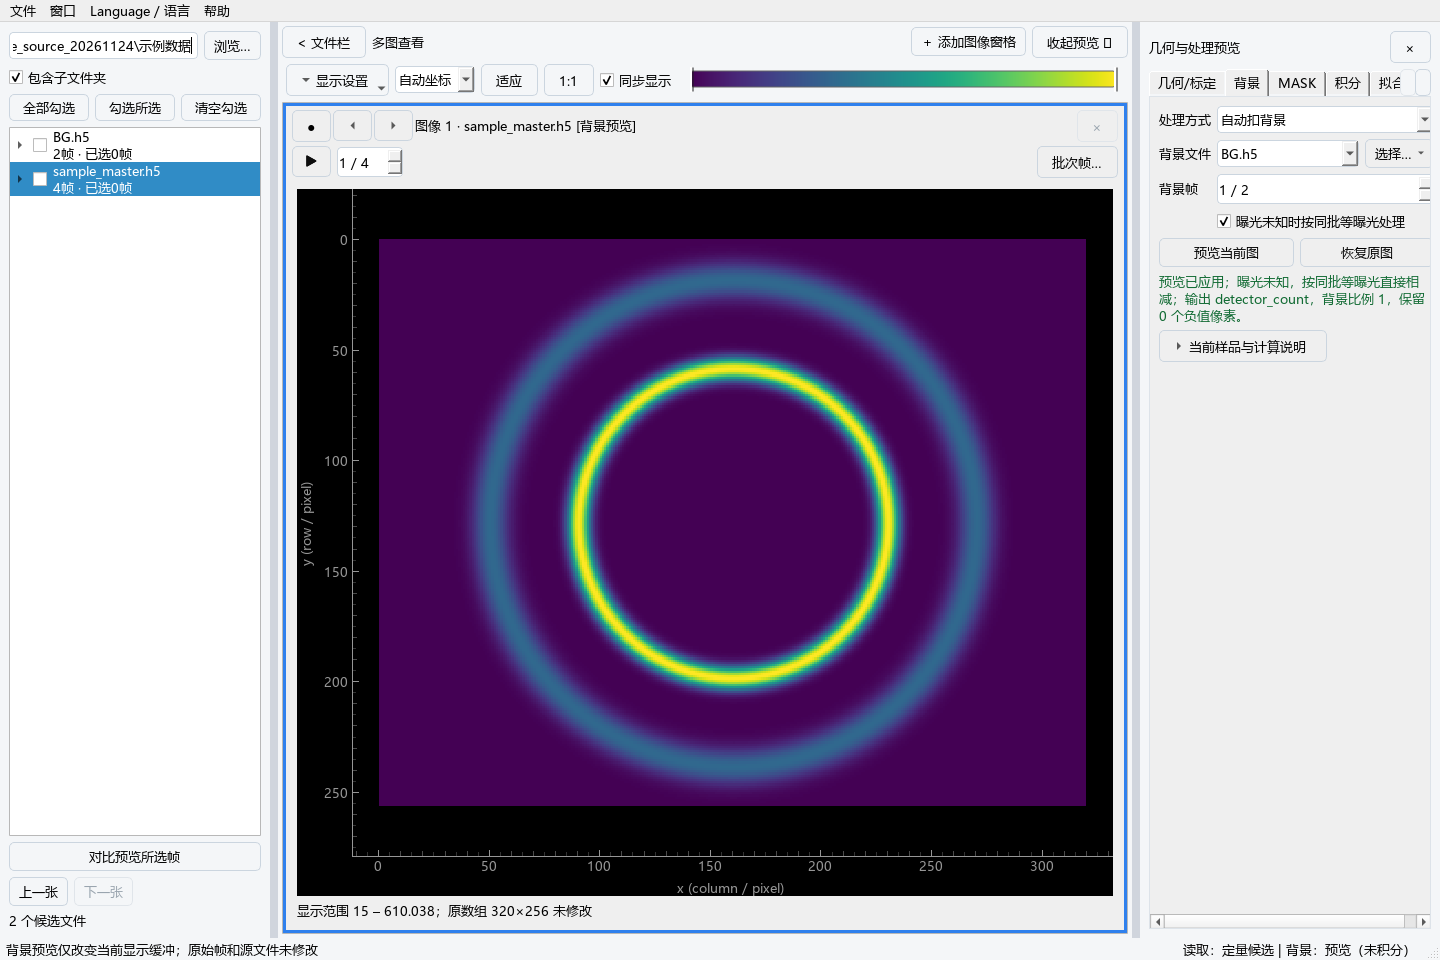 文件 窗口 Language / 语言 帮助
e_source_20261124\示例数据 浏览...
包含子文件夹
全部勾选 勾选所选 清空勾选
BG.h5
2帧 · 已选0帧
sample_master.h5
4帧 · 已选0帧
对比预览所选帧
上一张 下一张
2 个候选文件
< 文件栏 多图查看 + 添加图像窗格 收起预览
显示设置 自动坐标 适应 1:1 同步显示
图像 1 · sample_master.h5 [背景预览] ×
1 / 4 批次帧...
0
50
100
150
200
250
y (row / pixel)
0 50 100 150 200 250 300
x (column / pixel)
显示范围 15 – 610.038；原数组 320×256 未修改
几何与处理预览 ×
几何/标定 背景 MASK 积分 拟合
处理方式 自动扣背景
背景文件 BG.h5 选择...
背景帧 1 / 2
曝光未知时按同批等曝光处理
预览当前图 恢复原图
预览已应用；曝光未知，按同批等曝光直接相
减；输出 detector_count，背景比例 1，保留
0 个负值像素。
当前样品与计算说明
背景预览仅改变当前显示缓冲；原始帧和源文件未修改 读取：定量候选 | 背景：预览（未积分）